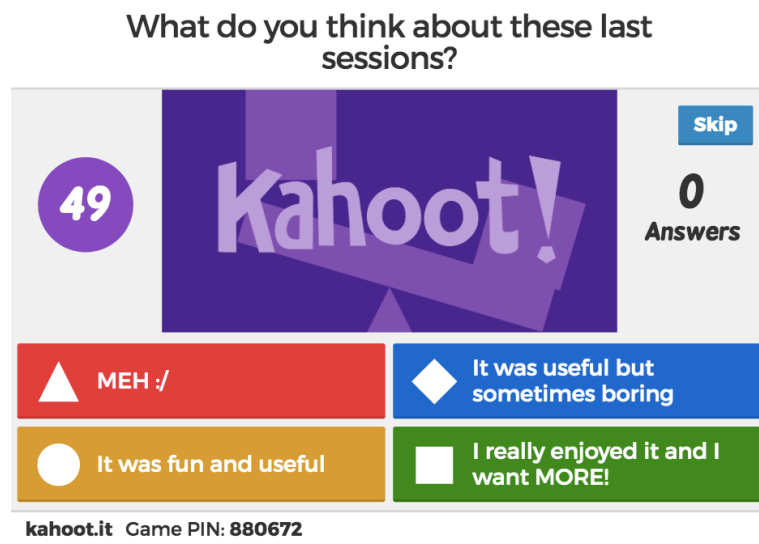 What do you think about these last
sessions?
Skip
49
Kahoot!
0
Answers
MEH :/
It was useful but
sometimes boring
It was fun and useful
I really enjoyed it and I
want MORE!
kahoot.it Game PIN: 880672